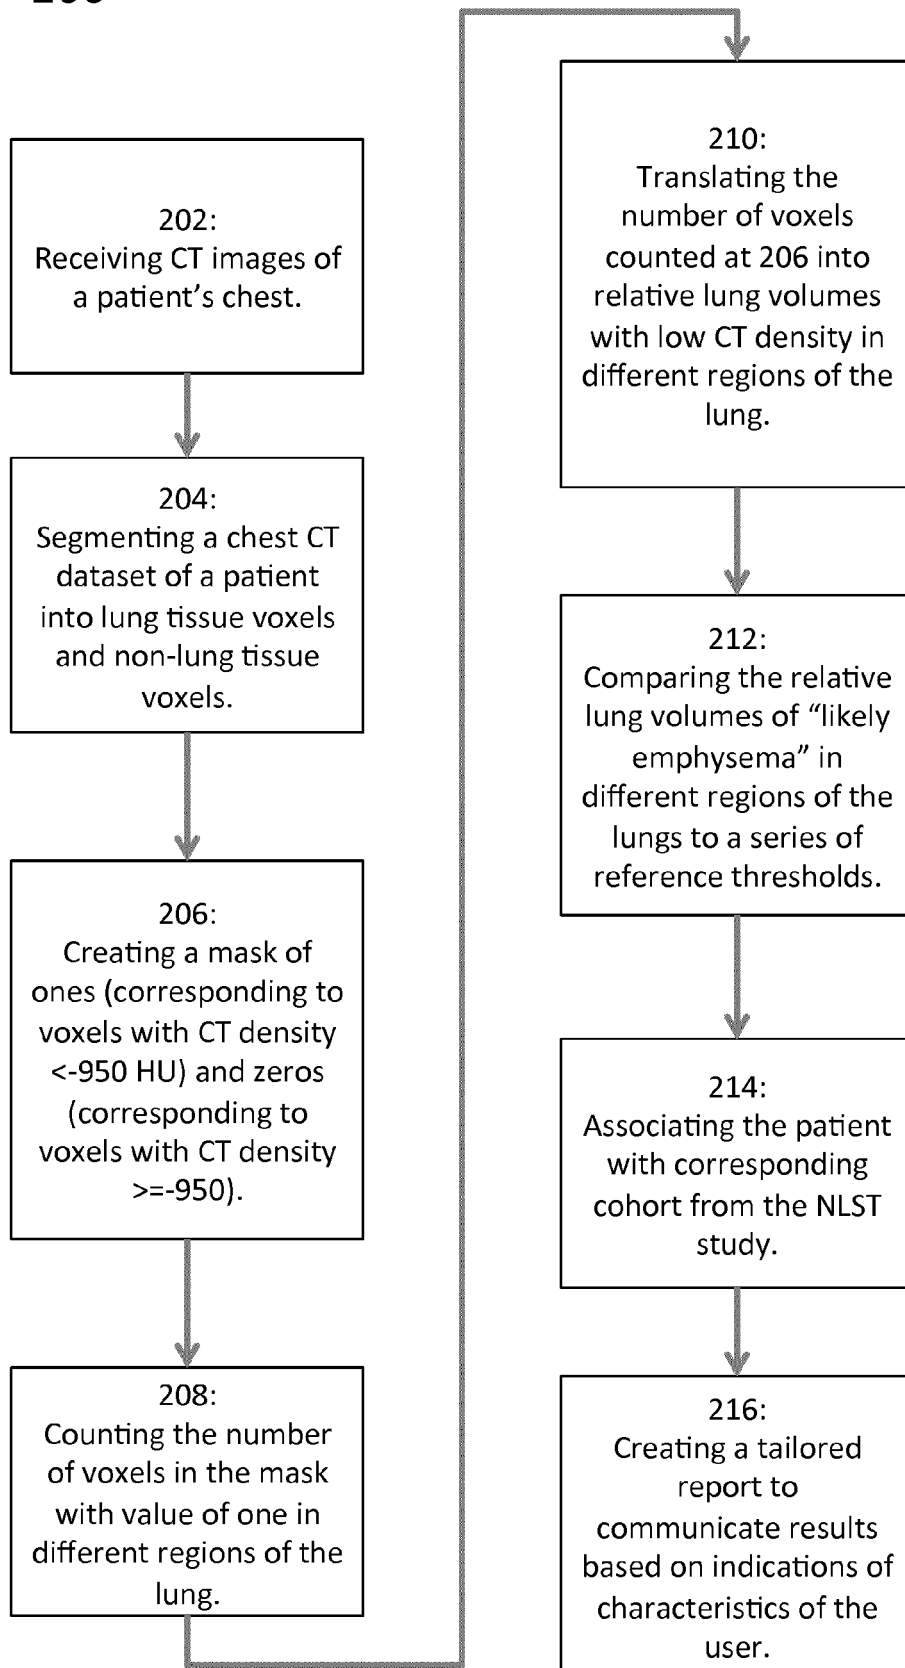 202:
Receiving CT images of
a patient's chest.
204:
Segmenting a chest CT
dataset of a patient
into lung tissue voxels
and non-lung tissue
voxels.
206:
Creating a mask of
ones (corresponding to
voxels with CT density
<-950 HU) and zeros
(corresponding to
voxels with CT density
>=-950).
208:
Counting the number
of voxels in the mask
with value of one in
different regions of the
lung.
210:
Translating the
number of voxels
counted at 206 into
relative lung volumes
with low CT density in
different regions of the
lung.
212:
Comparing the relative
lung volumes of “likely
emphysema” in
different regions of the
lungs to a series of
reference thresholds.
214:
Associating the patient
with corresponding
cohort from the NLST
study.
216:
Creating a tailored
report to
communicate results
based on indications of
characteristics of the
user.